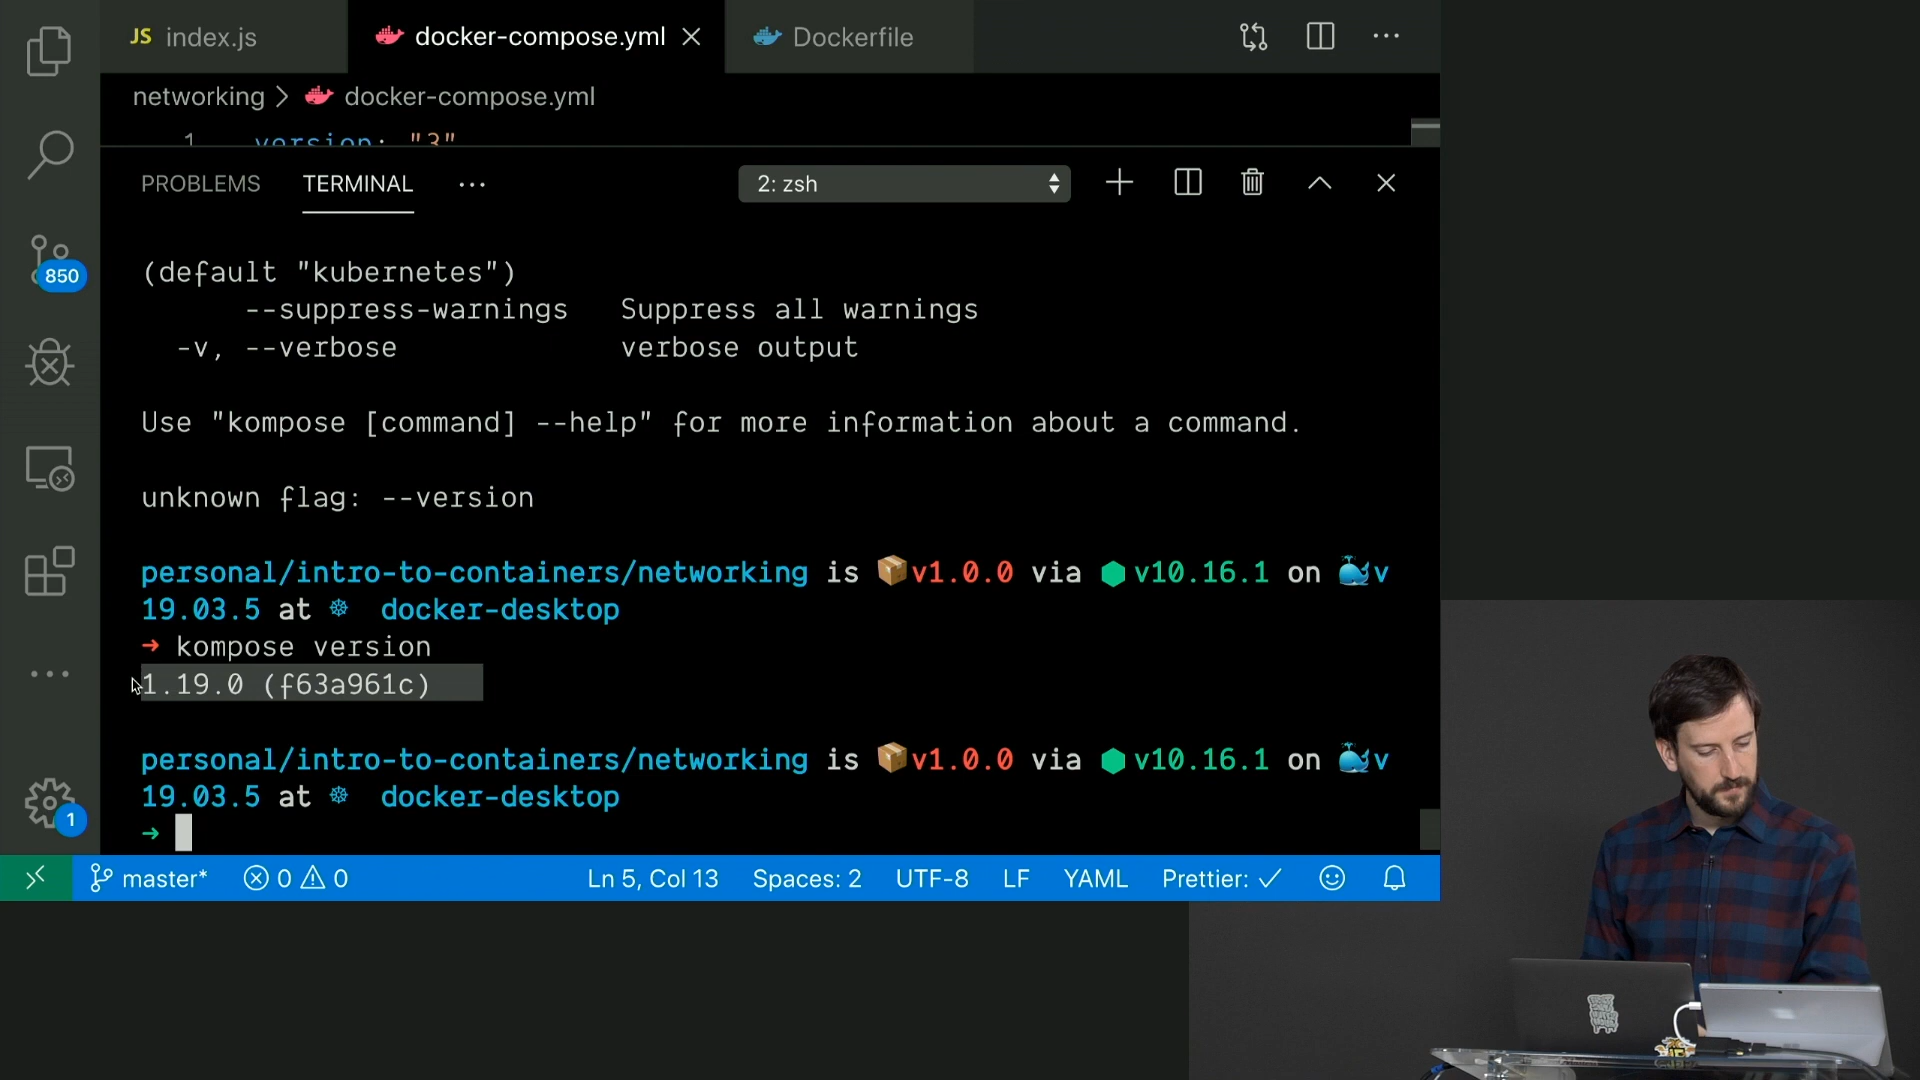 JS index.js
docker-compose.yml
Dockerfile
networking > docker-compose.yml
1 version: "3"
PROBLEMS
TERMINAL
2: zsh
850
(default "kubernetes")
--suppress-warnings Suppress all warnings
-v, --verbose verbose output
Use "kompose [command] --help" for more information about a command.
unknown flag: --version
personal/intro-to-containers/networking is 📦v1.0.0 via ⬢ v10.16.1 on 🐳v
19.03.5 at ☸ docker-desktop
➜ kompose version
1.19.0 (f63a961c)
personal/intro-to-containers/networking is 📦v1.0.0 via ⬢ v10.16.1 on 🐳v
19.03.5 at ☸ docker-desktop
➜
1
master*
0 0
Ln 5, Col 13
Spaces: 2
UTF-8
LF
YAML
Prettier: ✓